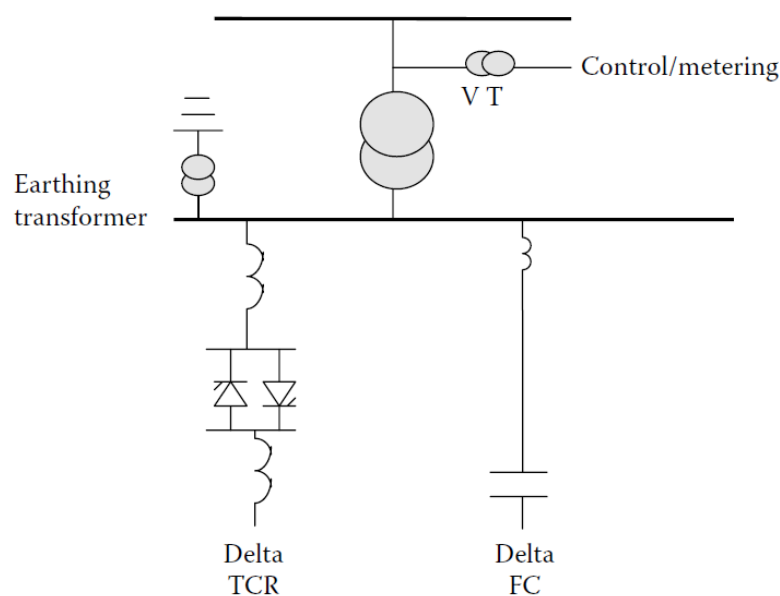 Control/metering
V T
Earthing
transformer
Delta
TCR
Delta
FC